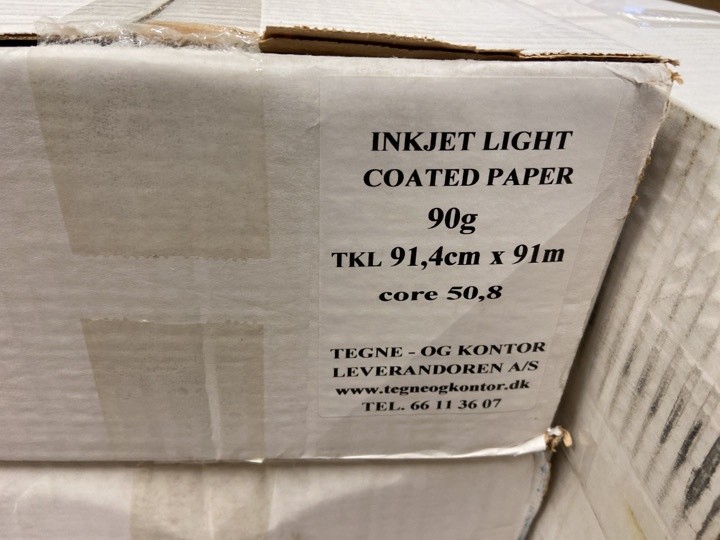 INKJET LIGHT
COATED PAPER
90g
TKL 91,4cm x 91m
core 50,8
TEGNE - OG KONTOR
LEVERANDOREN A/S
www.tegneogkontor.dk
TEL. 66 11 36 07